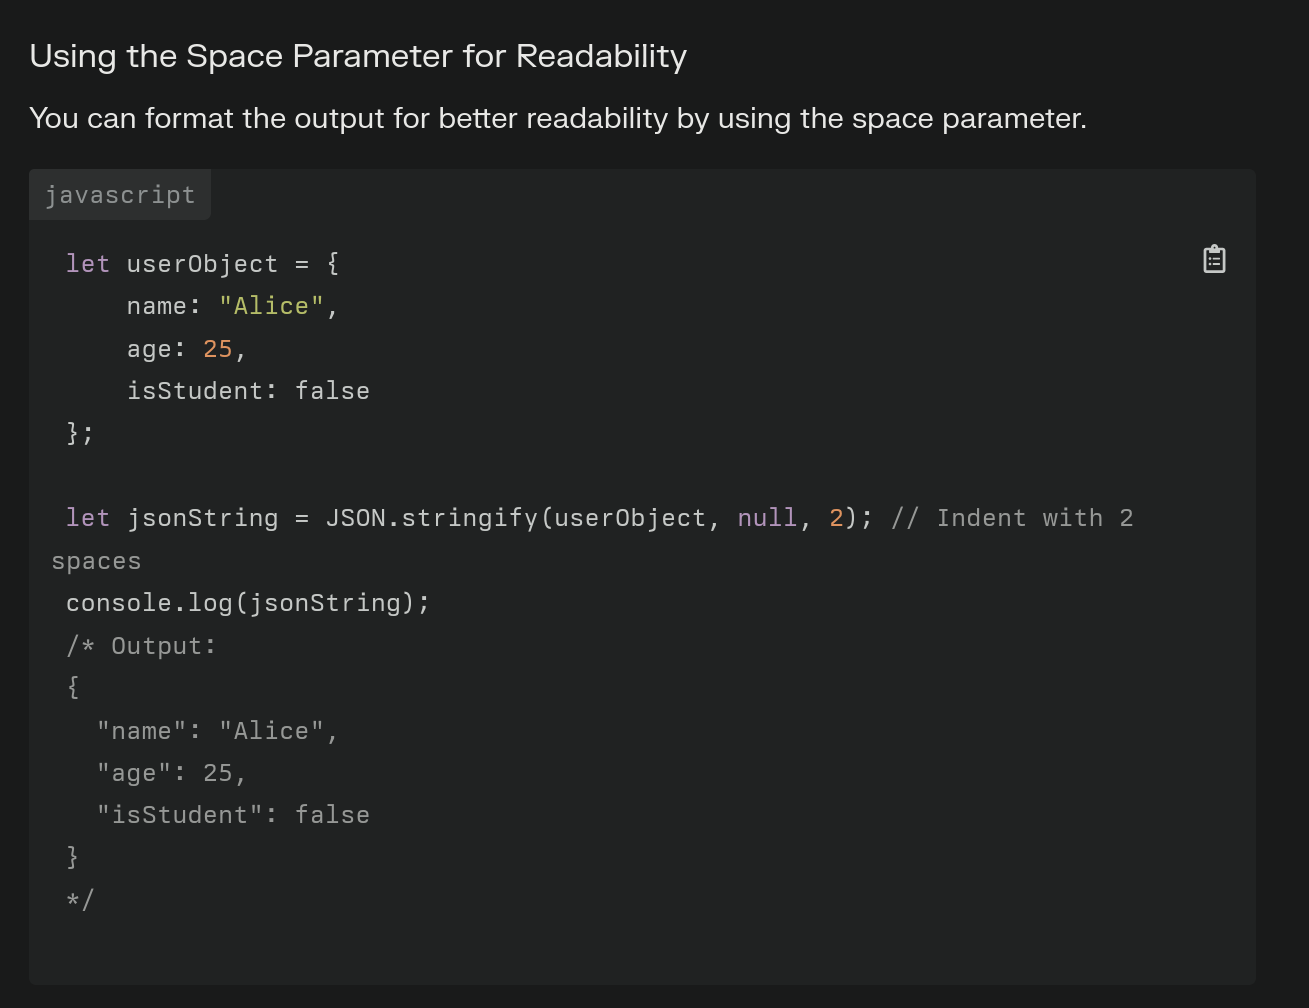 Using the Space Parameter for Readability
You can format the output for better readability by using the space parameter.
javascript
let userObject = {
    name: "Alice",
    age: 25,
    isStudent: false
};
let jsonString = JSON.stringify(userObject, null, 2); // Indent with 2
spaces
console.log(jsonString);
/* Output:
{
  "name": "Alice",
  "age": 25,
  "isStudent": false
}
*/